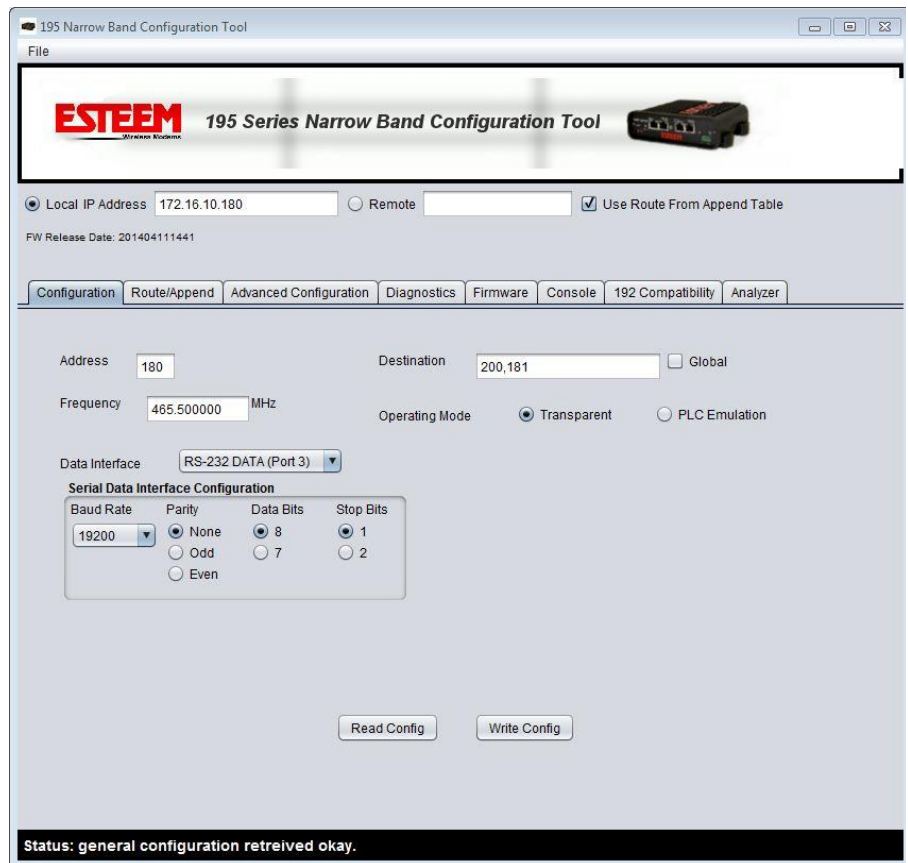 195 Narrow Band Configuration Tool
File
ESTEEM
Wireless Modems
195 Series Narrow Band Configuration Tool
Local IP Address 172.16.10.180 Remote Use Route From Append Table
FW Release Date: 201404111441
Configuration Route/Append Advanced Configuration Diagnostics Firmware Console 192 Compatibility Analyzer
Address 180 Destination 200,181 Global
Frequency 465.500000 MHz Operating Mode Transparent PLC Emulation
Data Interface RS-232 DATA (Port 3)
Serial Data Interface Configuration
Baud Rate Parity Data Bits Stop Bits
19200 None 8 1
Odd 7 2
Even
Read Config Write Config
Status: general configuration retreived okay.